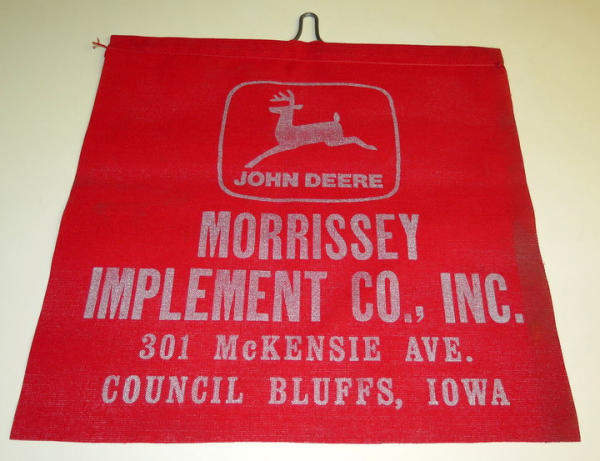 JOHN DEERE
MORRISSEY
IMPLEMENT CO., INC.
301 McKENSIE AVE.
COUNCIL BLUFFS, IOWA